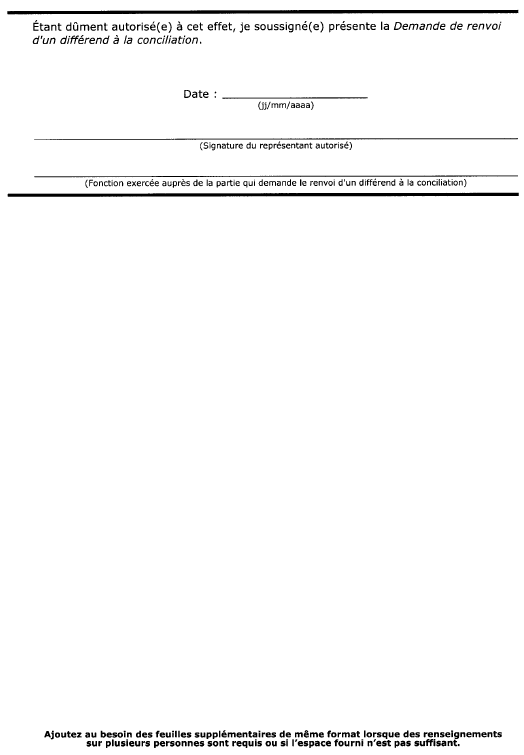 Étant dûment autorisé(e) à cet effet, je soussigné(e) présente la Demande de renvoi
d'un différend à la conciliation.
Date : ____________________
(jj/mm/aaaa)
(Signature du représentant autorisé)
(Fonction exercée auprès de la partie qui demande le renvoi d'un différend à la conciliation)
Ajoutez au besoin des feuilles supplémentaires de même format lorsque des renseignements
sur plusieurs personnes sont requis ou si l'espace fourni n'est pas suffisant.